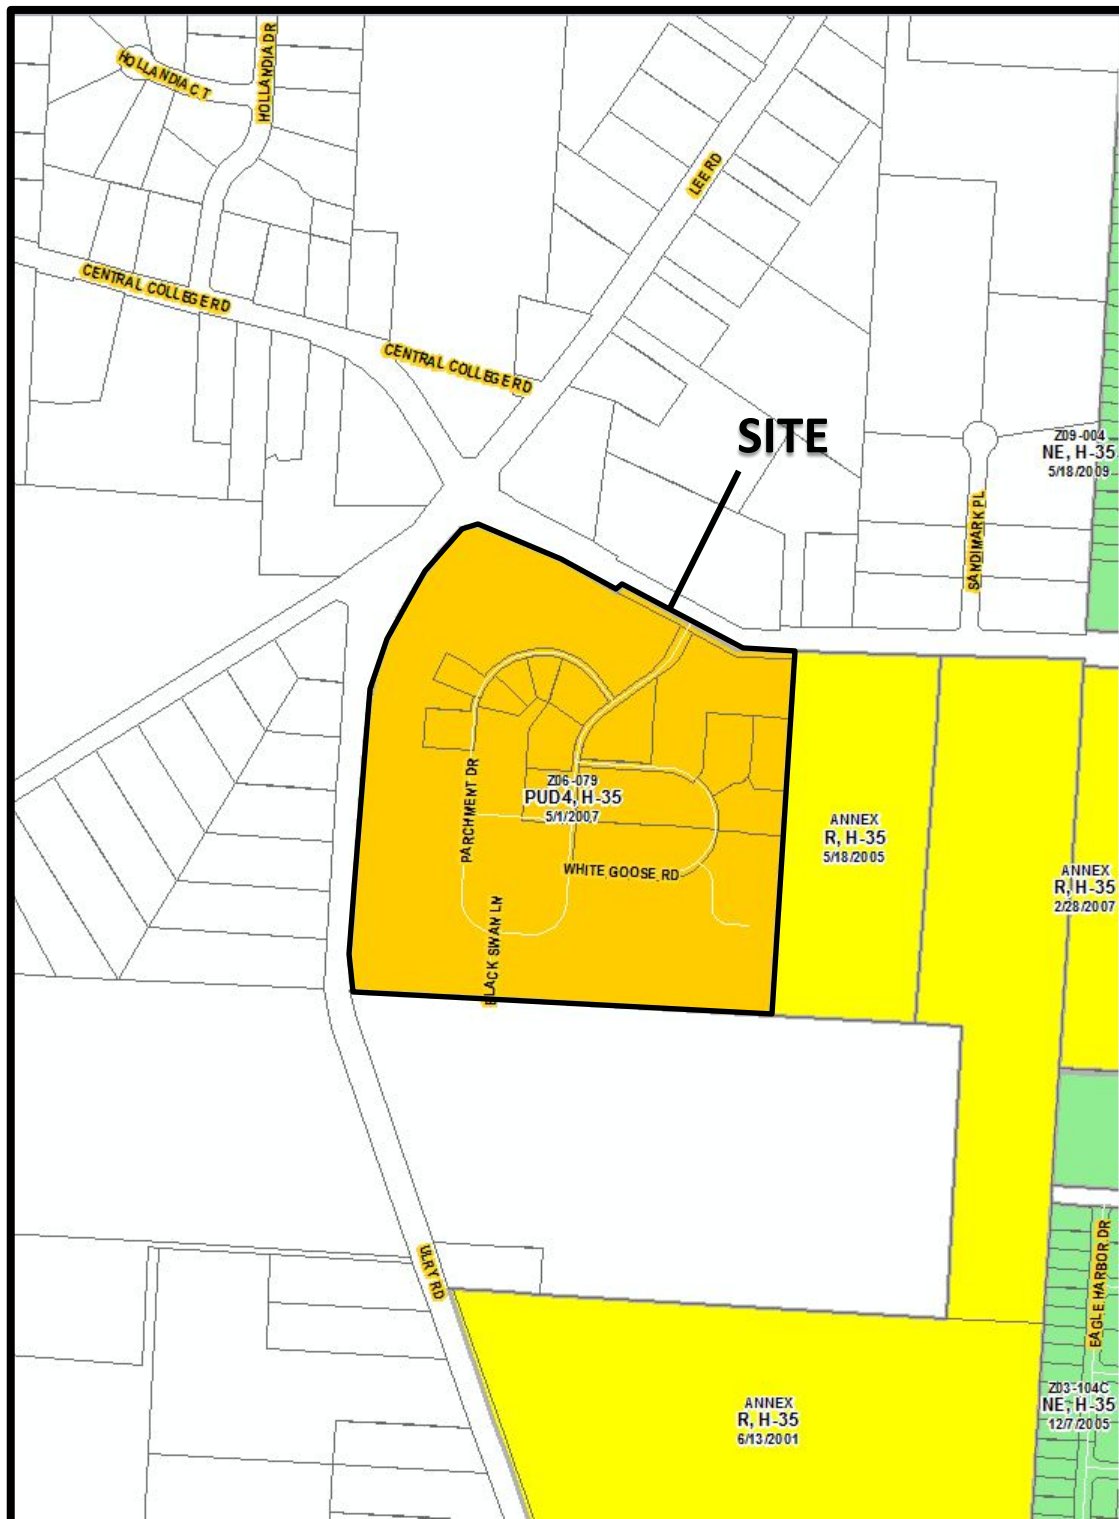 HOLLANDIA CT
HOLLANDIA DR
LEE RD
CENTRAL COLLEGE RD
CENTRAL COLLEGE RD
SITE
Z09-004
NE, H-35
5/18/2009
SANDIMARK PL
Z06-079
PUD4, H-35
5/1/2007
PARCHMENT DR
WHITE GOOSE RD
BLACK SWAN LN
ANNEX
R, H-35
5/18/2005
ANNEX
R, H-35
2/28/2007
ULRY RD
EAGLE HARBOR DR
ANNEX
R, H-35
6/13/2001
Z03-104C
NE, H-35
12/7/2005